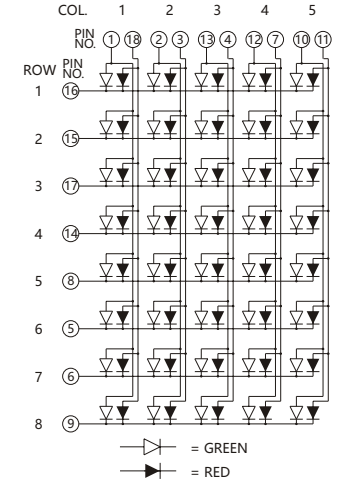 COL. 1 2 3 4 5
PIN NO. 1 18 2 3 13 4 12 7 10 11
ROW PIN NO.
1 16
2 15
3 17
4 14
5 8
6 5
7 6
8 9
= GREEN
= RED